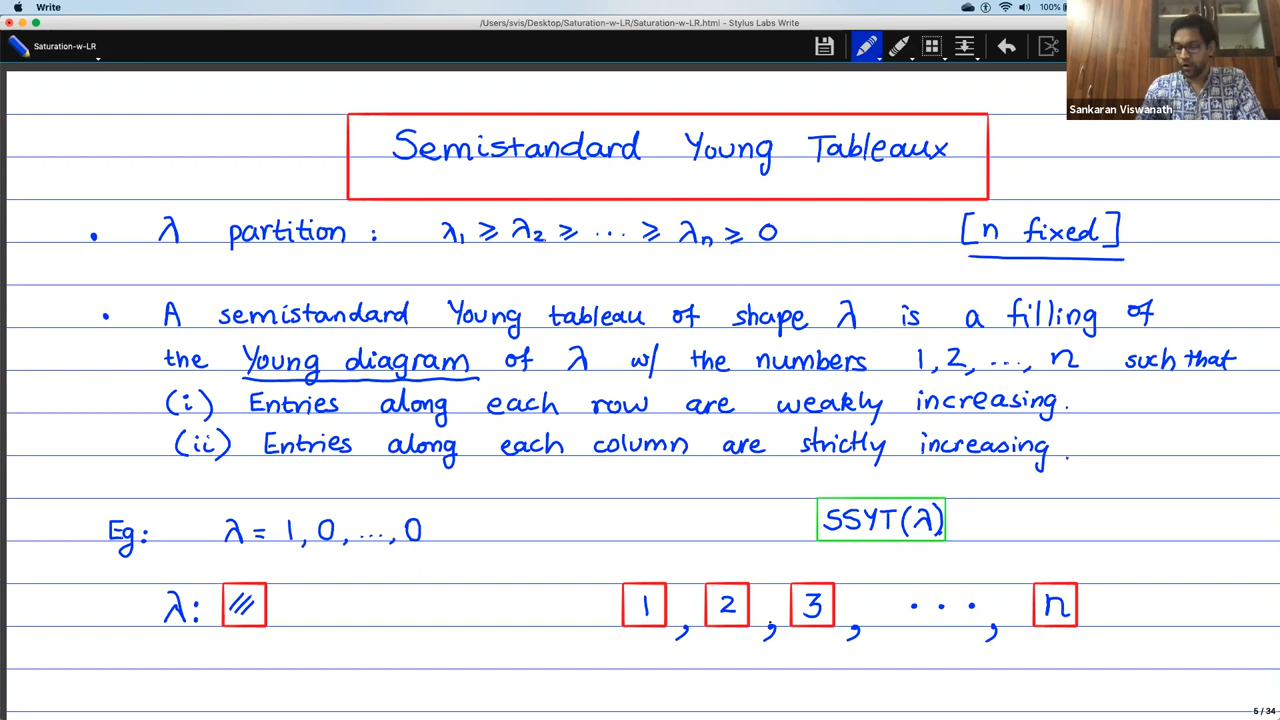 Write
100%
/Users/svis/Desktop/Saturation-w-LR/Saturation-w-LR.html - Stylus Labs Write
Saturation-w-LR
Sankaran Viswanath
Semistandard Young Tableaux
• λ partition : λ₁ ⩾ λ₂ ⩾ ... ⩾ λₙ ⩾ 0 [n fixed]
• A semistandard Young tableau of shape λ is a filling of
the Young diagram of λ w/ the numbers 1, 2, ..., n such that
(i) Entries along each row are weakly increasing.
(ii) Entries along each column are strictly increasing.
Eg: λ = 1, 0, ..., 0 SSYT(λ)
λ: 1 , 2 , 3 , ... , n
5 / 34